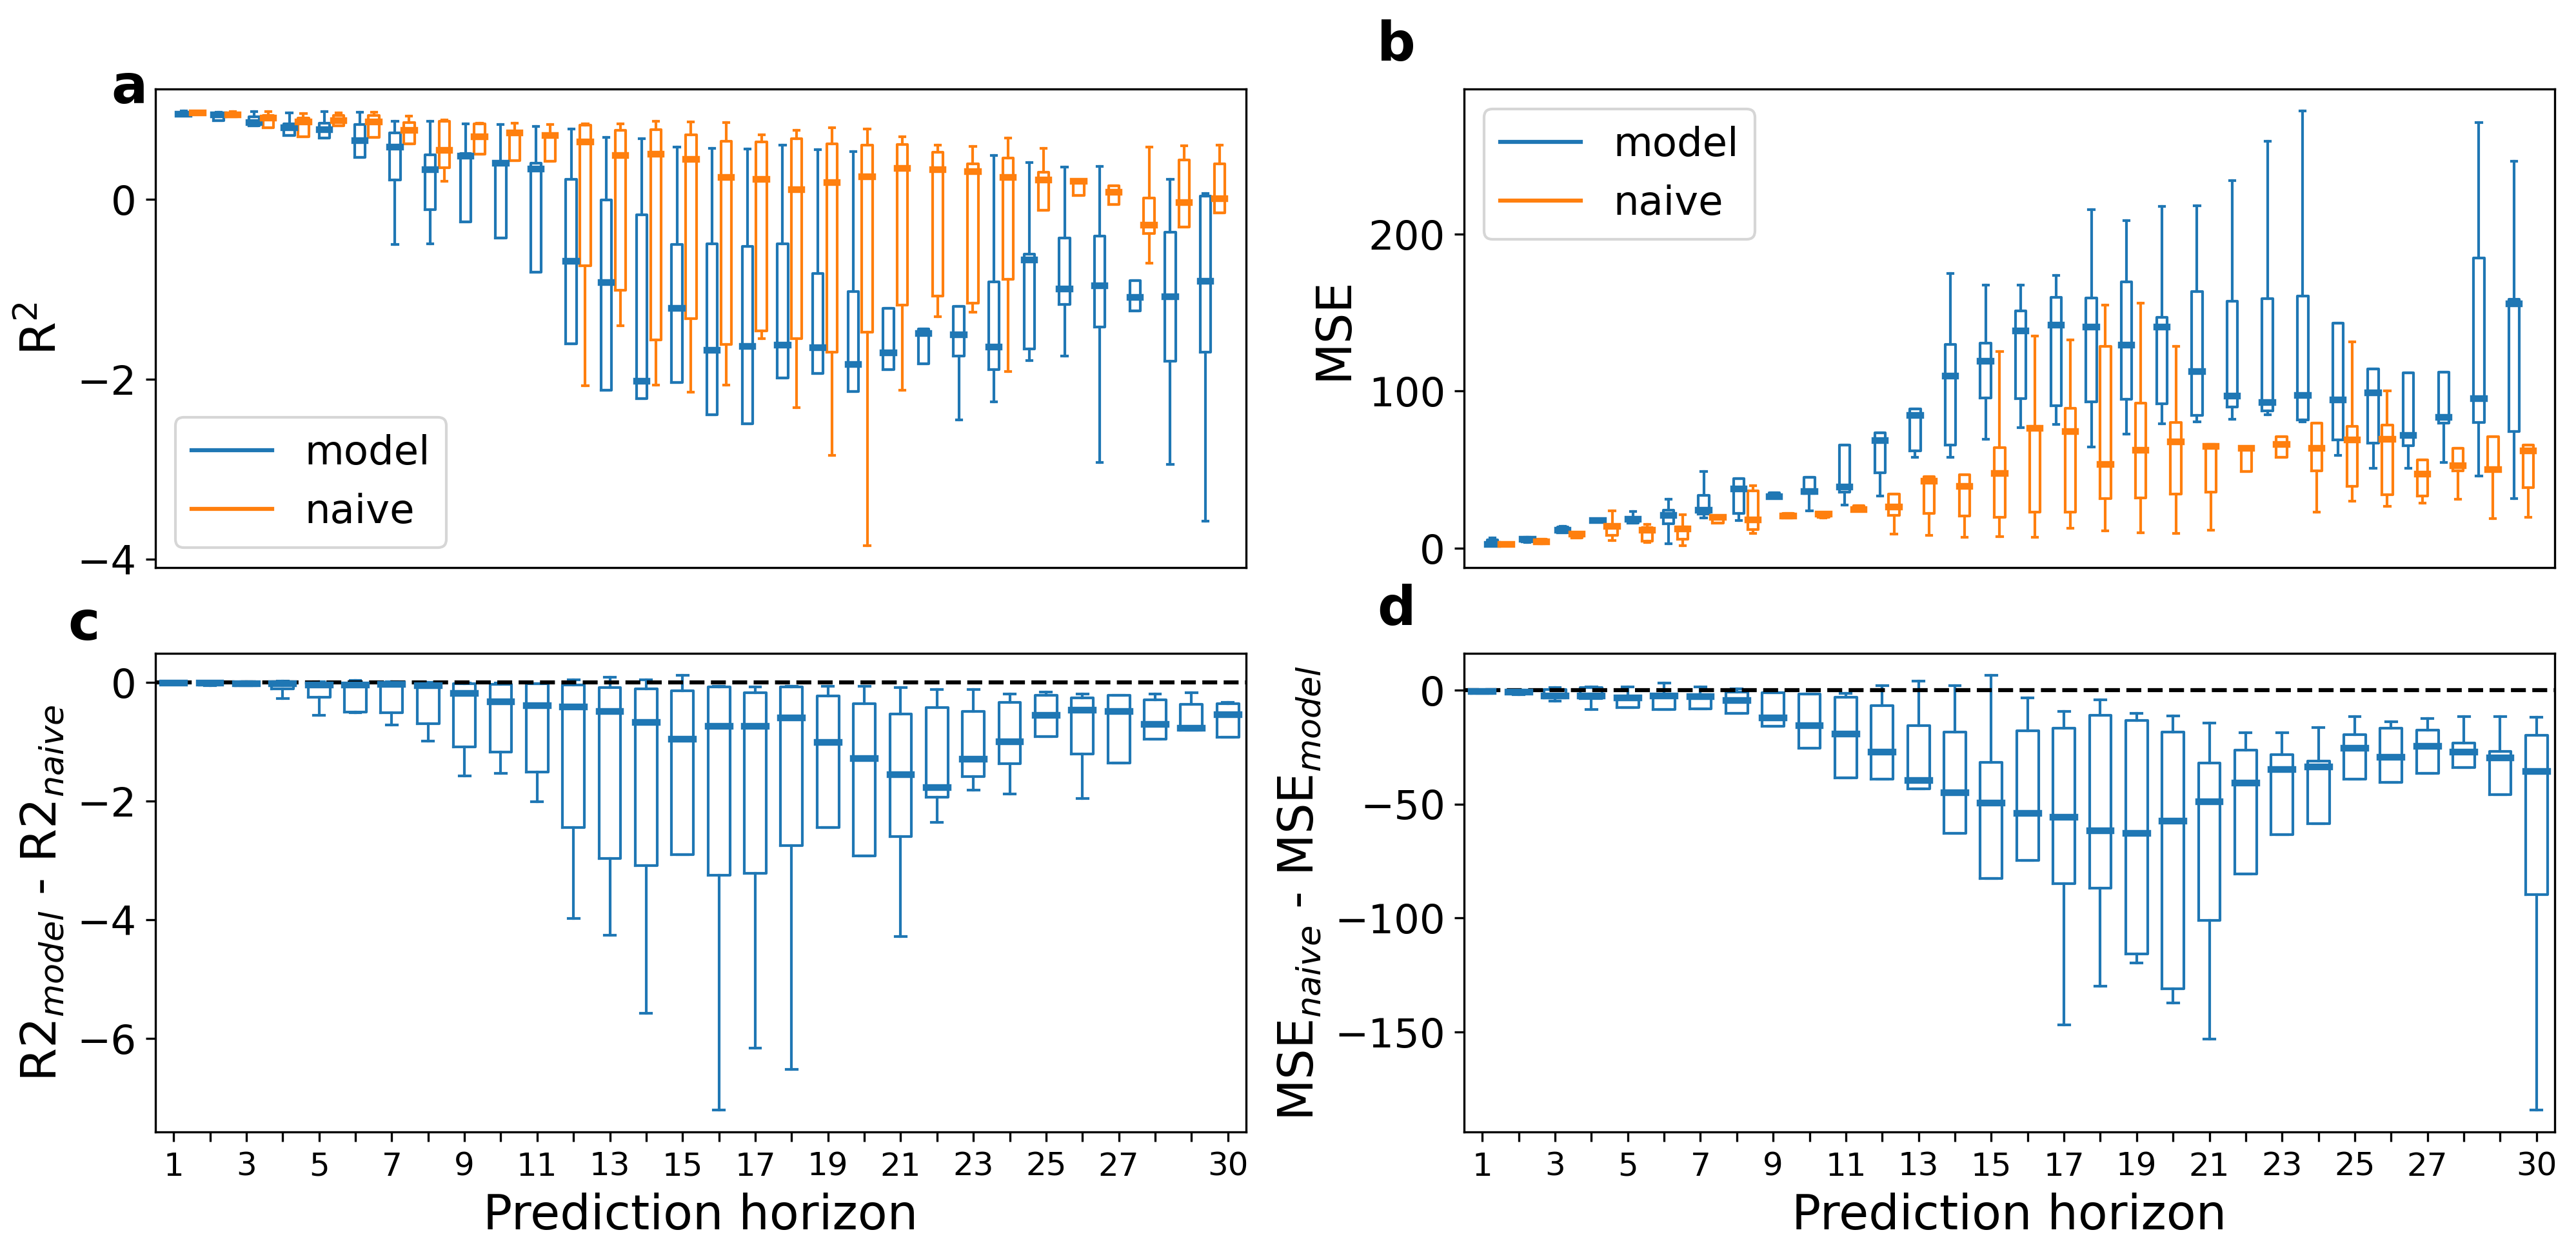 a
R²
0
−2
−4
model
naive
b
MSE
200
100
0
model
naive
c
R2model - R2naive
0
−2
−4
−6
1 3 5 7 9 11 13 15 17 19 21 23 25 27 30
Prediction horizon
d
MSEnaive - MSEmodel
0
−50
−100
−150
1 3 5 7 9 11 13 15 17 19 21 23 25 27 30
Prediction horizon